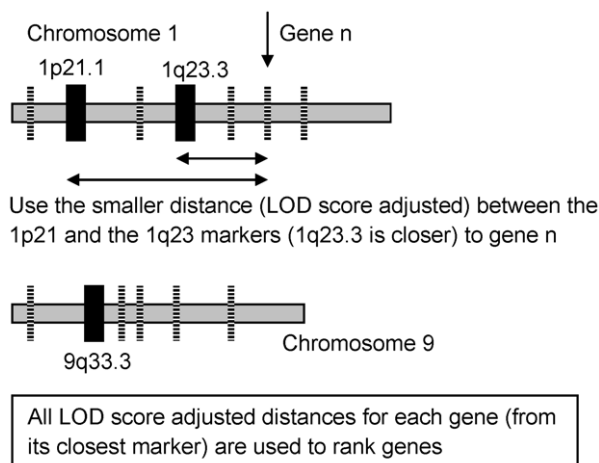 Chromosome 1
Gene n
1p21.1
1q23.3
Use the smaller distance (LOD score adjusted) between the
1p21 and the 1q23 markers (1q23.3 is closer) to gene n
9q33.3
Chromosome 9
All LOD score adjusted distances for each gene (from
its closest marker) are used to rank genes